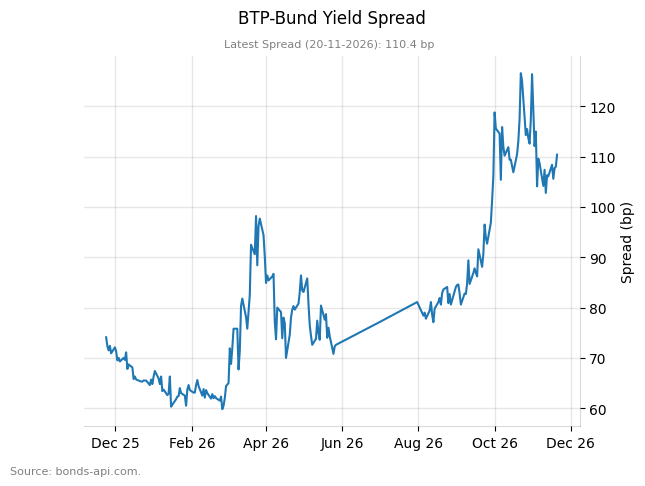 BTP-Bund Yield Spread
Latest Spread (20-11-2026): 110.4 bp
120
110
100
90
80
70
60
Spread (bp)
Dec 25 Feb 26 Apr 26 Jun 26 Aug 26 Oct 26 Dec 26
Source: bonds-api.com.